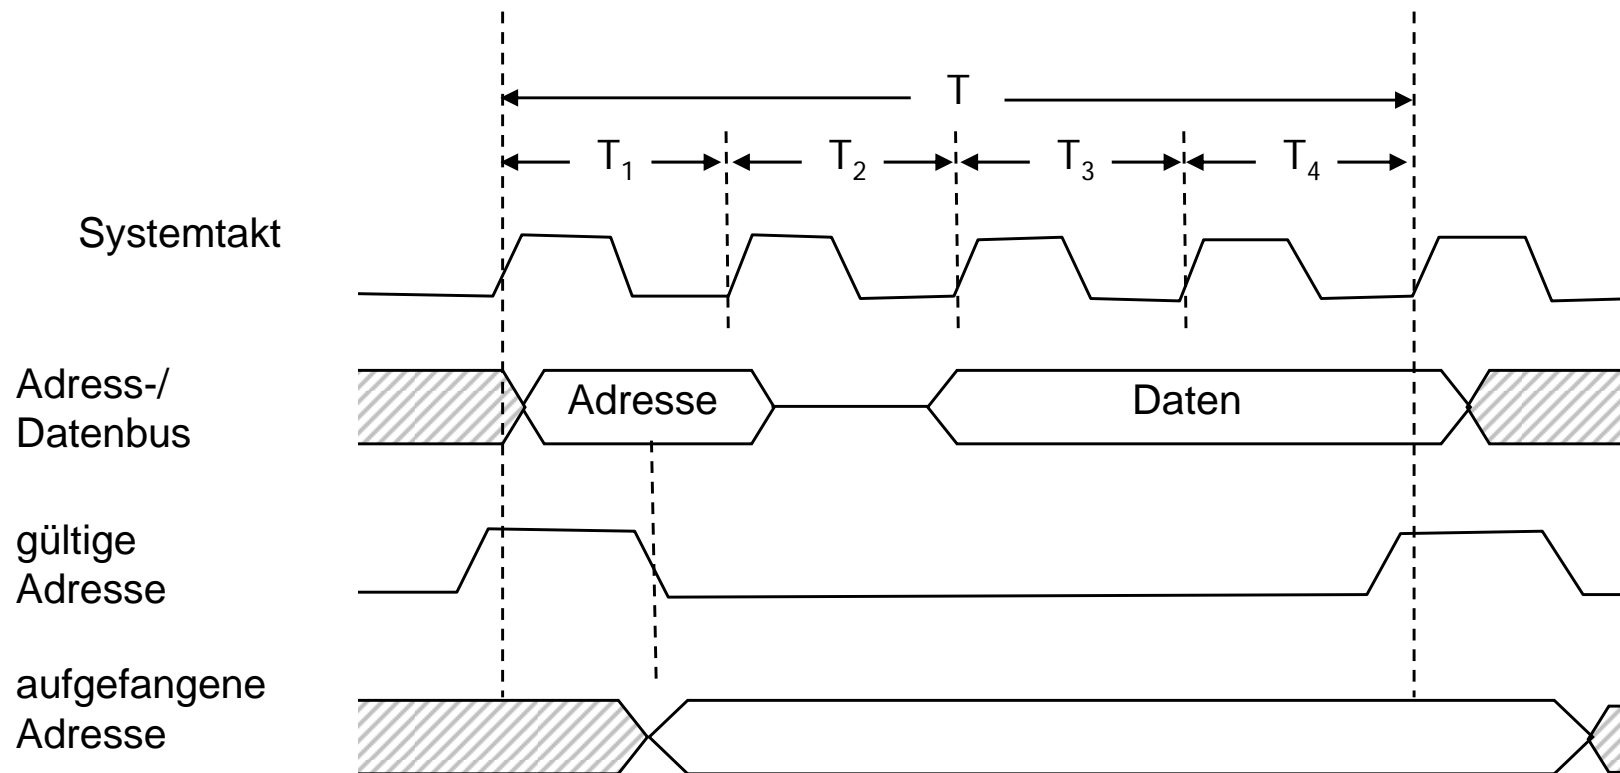 T
T₁ T₂ T₃ T₄
Systemtakt
Adress-/
Datenbus
Adresse
Daten
gültige
Adresse
aufgefangene
Adresse